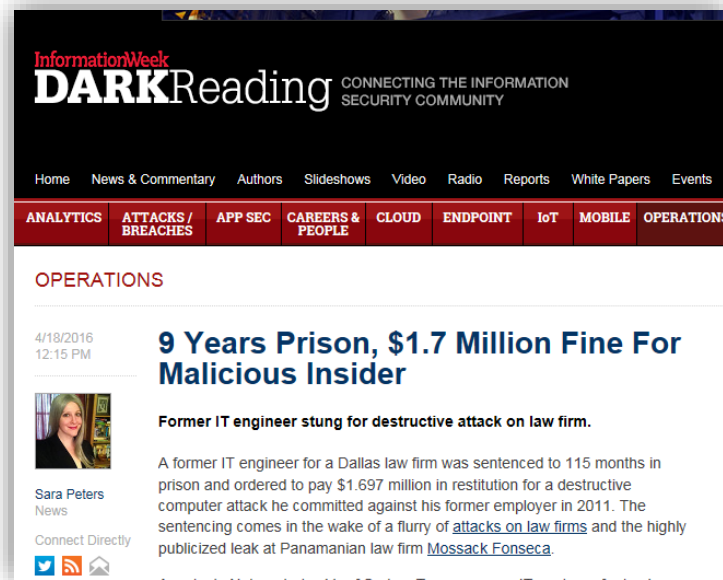 InformationWeek
DARKReading
CONNECTING THE INFORMATION
SECURITY COMMUNITY
Home News & Commentary Authors Slideshows Video Radio Reports White Papers Events
ANALYTICS ATTACKS / BREACHES APP SEC CAREERS & PEOPLE CLOUD ENDPOINT IoT MOBILE OPERATIONS
OPERATIONS
4/18/2016
12:15 PM
9 Years Prison, $1.7 Million Fine For
Malicious Insider
Sara Peters
News
Connect Directly
Former IT engineer stung for destructive attack on law firm.
A former IT engineer for a Dallas law firm was sentenced to 115 months in
prison and ordered to pay $1.697 million in restitution for a destructive
computer attack he committed against his former employer in 2011. The
sentencing comes in the wake of a flurry of attacks on law firms and the highly
publicized leak at Panamanian law firm Mossack Fonseca.